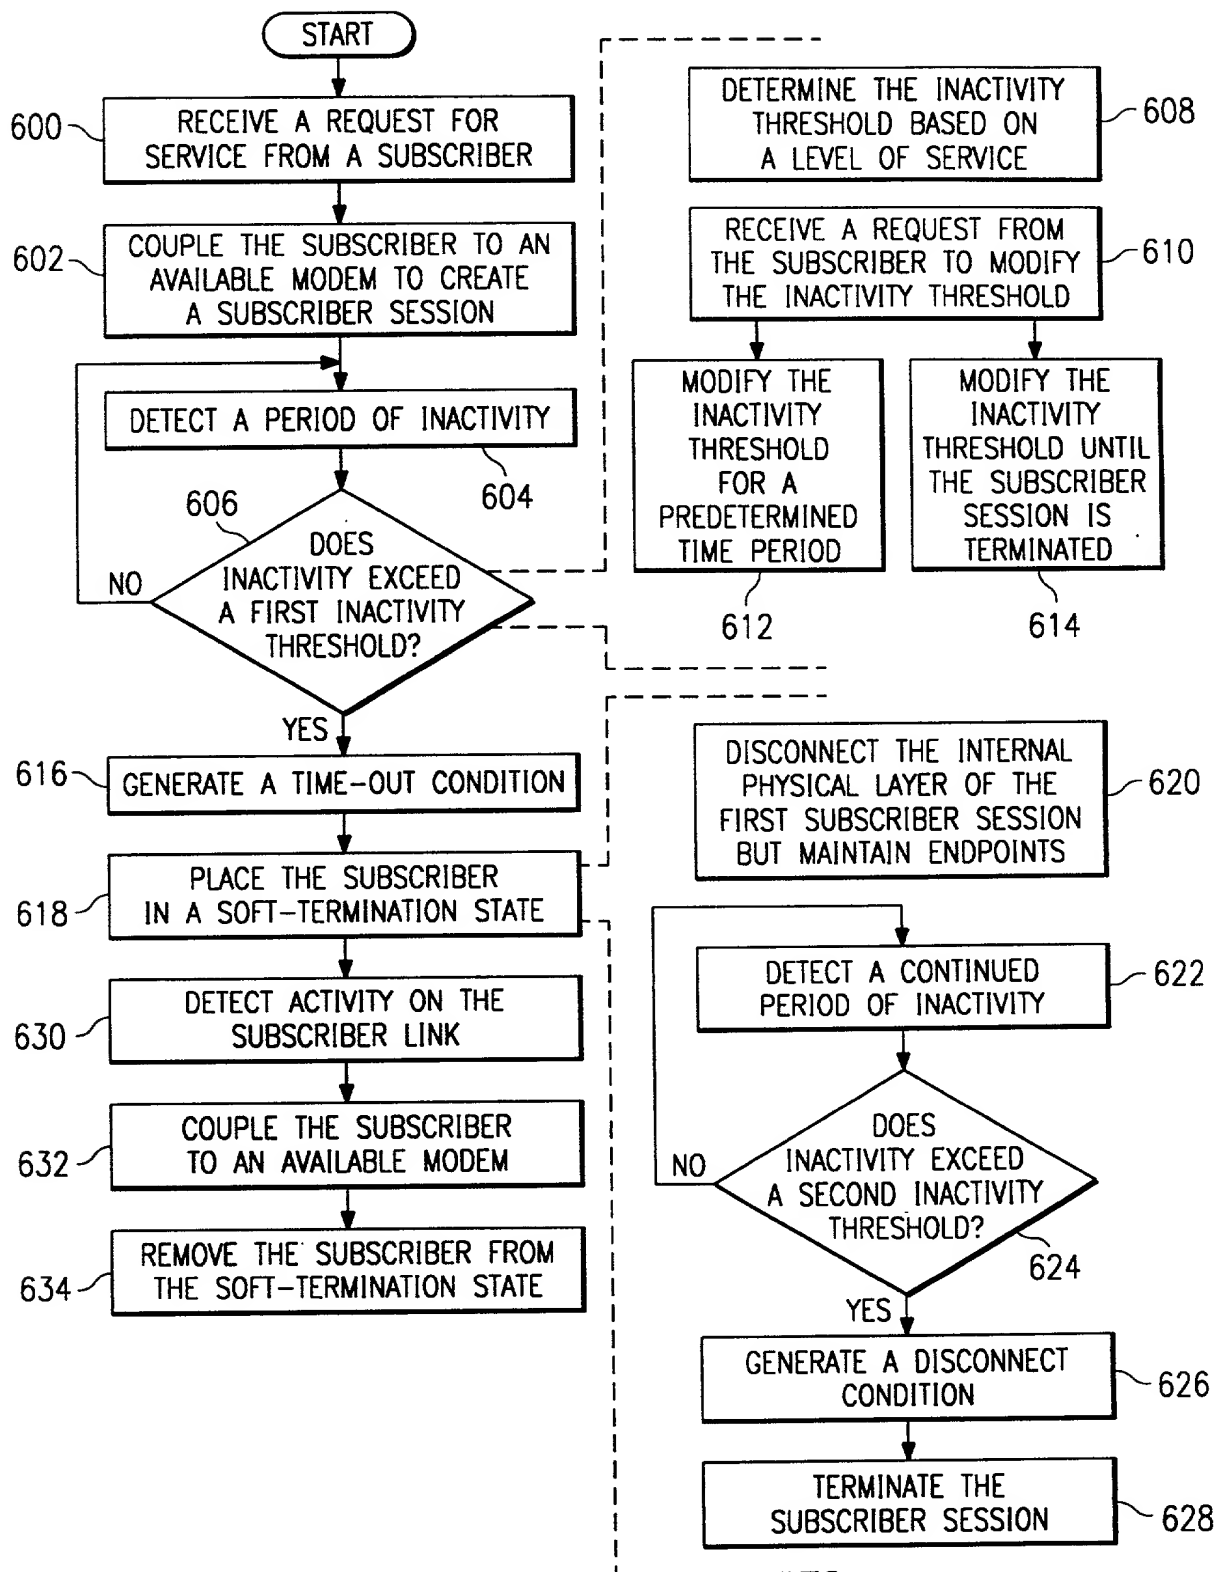 START
600
RECEIVE A REQUEST FOR
SERVICE FROM A SUBSCRIBER
602
COUPLE THE SUBSCRIBER TO AN
AVAILABLE MODEM TO CREATE
A SUBSCRIBER SESSION
DETECT A PERIOD OF INACTIVITY
604
606
DOES
INACTIVITY EXCEED
A FIRST INACTIVITY
THRESHOLD?
NO
YES
DETERMINE THE INACTIVITY
THRESHOLD BASED ON
A LEVEL OF SERVICE
608
RECEIVE A REQUEST FROM
THE SUBSCRIBER TO MODIFY
THE INACTIVITY THRESHOLD
610
MODIFY THE
INACTIVITY
THRESHOLD
FOR A
PREDETERMINED
TIME PERIOD
612
MODIFY THE
INACTIVITY
THRESHOLD UNTIL
THE SUBSCRIBER
SESSION IS
TERMINATED
614
616
GENERATE A TIME-OUT CONDITION
618
PLACE THE SUBSCRIBER
IN A SOFT-TERMINATION STATE
630
DETECT ACTIVITY ON THE
SUBSCRIBER LINK
632
COUPLE THE SUBSCRIBER
TO AN AVAILABLE MODEM
634
REMOVE THE SUBSCRIBER FROM
THE SOFT-TERMINATION STATE
DISCONNECT THE INTERNAL
PHYSICAL LAYER OF THE
FIRST SUBSCRIBER SESSION
BUT MAINTAIN ENDPOINTS
620
DETECT A CONTINUED
PERIOD OF INACTIVITY
622
DOES
INACTIVITY EXCEED
A SECOND INACTIVITY
THRESHOLD?
624
NO
YES
GENERATE A DISCONNECT
CONDITION
626
TERMINATE THE
SUBSCRIBER SESSION
628